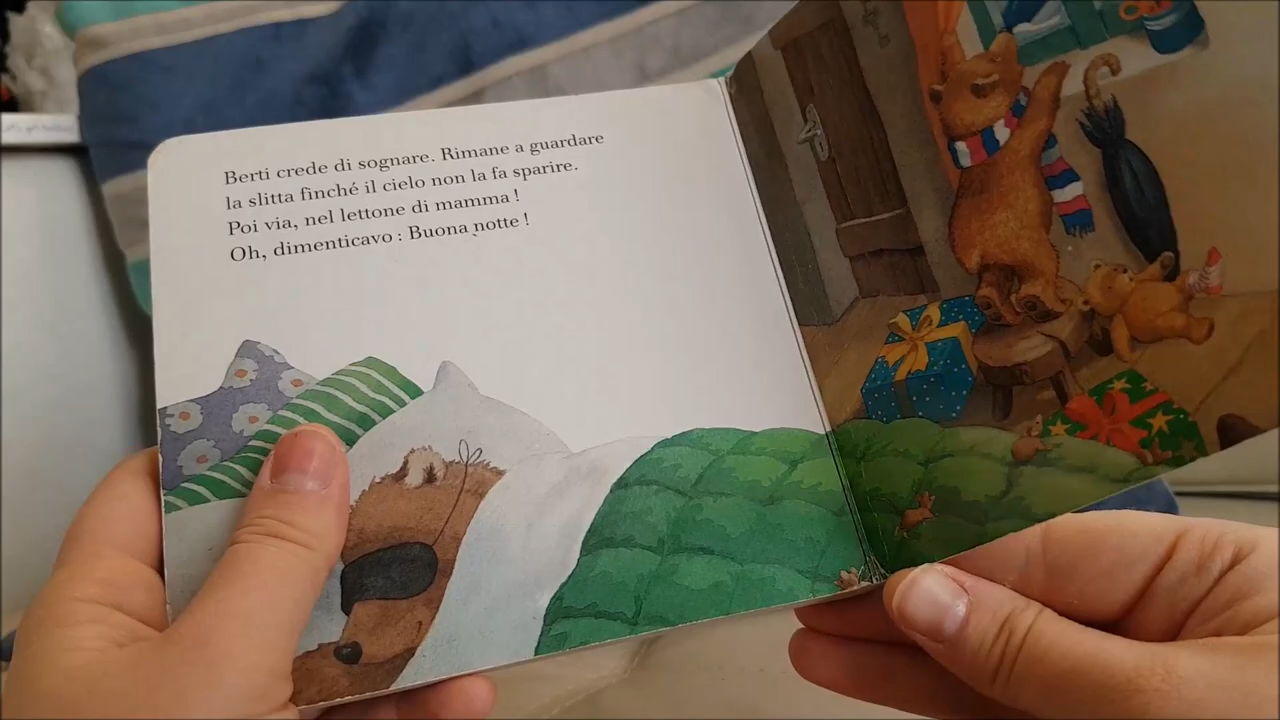 Berti crede di sognare. Rimane a guardare
la slitta finché il cielo non la fa sparire.
Poi via, nel lettone di mamma !
Oh, dimenticavo : Buona notte !